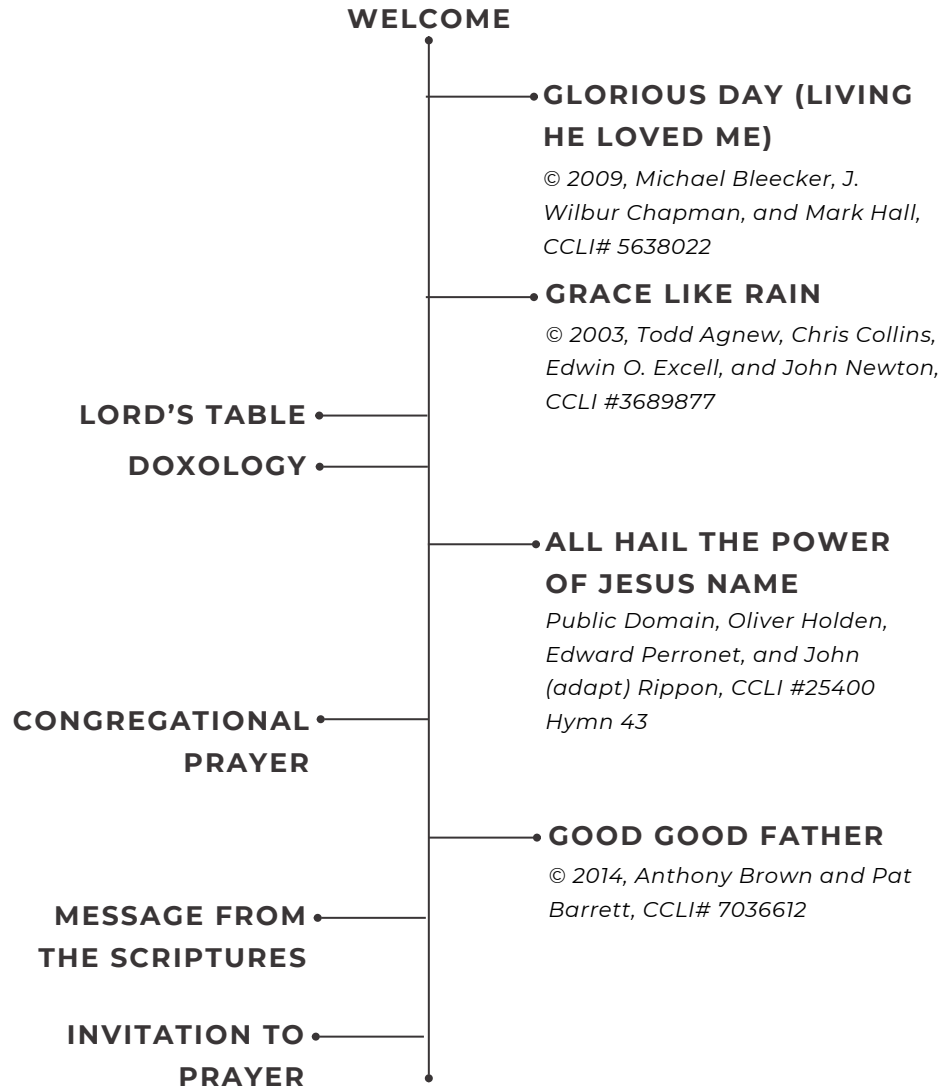 WELCOME
GLORIOUS DAY (LIVING
HE LOVED ME)
© 2009, Michael Bleecker, J.
Wilbur Chapman, and Mark Hall,
CCLI# 5638022
GRACE LIKE RAIN
© 2003, Todd Agnew, Chris Collins,
Edwin O. Excell, and John Newton,
CCLI #3689877
LORD’S TABLE
DOXOLOGY
ALL HAIL THE POWER
OF JESUS NAME
Public Domain, Oliver Holden,
Edward Perronet, and John
(adapt) Rippon, CCLI #25400
Hymn 43
CONGREGATIONAL
PRAYER
GOOD GOOD FATHER
© 2014, Anthony Brown and Pat
Barrett, CCLI# 7036612
MESSAGE FROM
THE SCRIPTURES
INVITATION TO
PRAYER